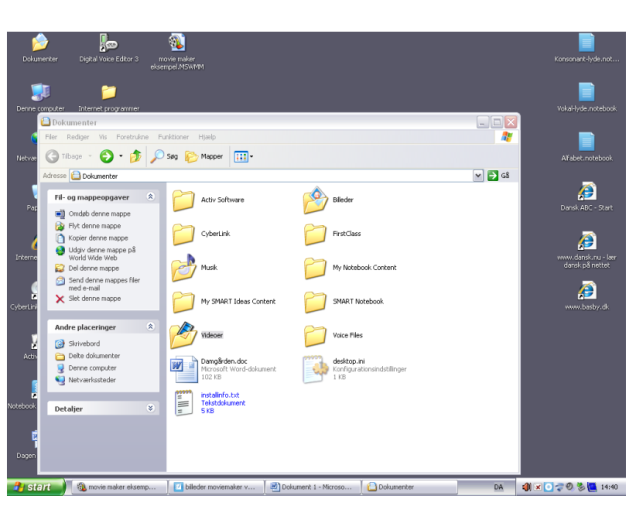 Dokumenter
Digital Voice Editor 3
movie maker
eksempel.MSWMM
Konsonant-lyde.not...
Denne computer
Internet programmer
Vokal-lyde.notebook
Dokumenter
Filer Rediger Vis Foretrukne Funktioner Hjælp
Tilbage
Søg
Mapper
Adresse
Dokumenter
Gå
Alfabet.notebook
Fil- og mappeopgaver
Omdøb denne mappe
Flyt denne mappe
Kopier denne mappe
Udgiv denne mappe på
World Wide Web
Del denne mappe
Send denne mappes filer
med e-mail
Slet denne mappe
Andre placeringer
Skrivebord
Delte dokumenter
Denne computer
Netværkssteder
Detaljer
Activ Software
Billeder
CyberLink
FirstClass
Musik
My Notebook Content
My SMART Ideas Content
SMART Notebook
Videoer
Voice Files
Damgården.doc
Microsoft Word-dokument
102 KB
desktop.ini
Konfigurationsindstillinger
1 KB
installinfo.txt
Tekstdokument
5 KB
Dansk ABC - Start
www.dansk.nu - lær
dansk på nettet
www.basby.dk
Netvæ
Interne
CyberLin
Activ
Notebook
Dagen
start
movie maker eksemp...
billeder moviemaker v...
Dokument 1 - Microso...
Dokumenter
DA
14:40